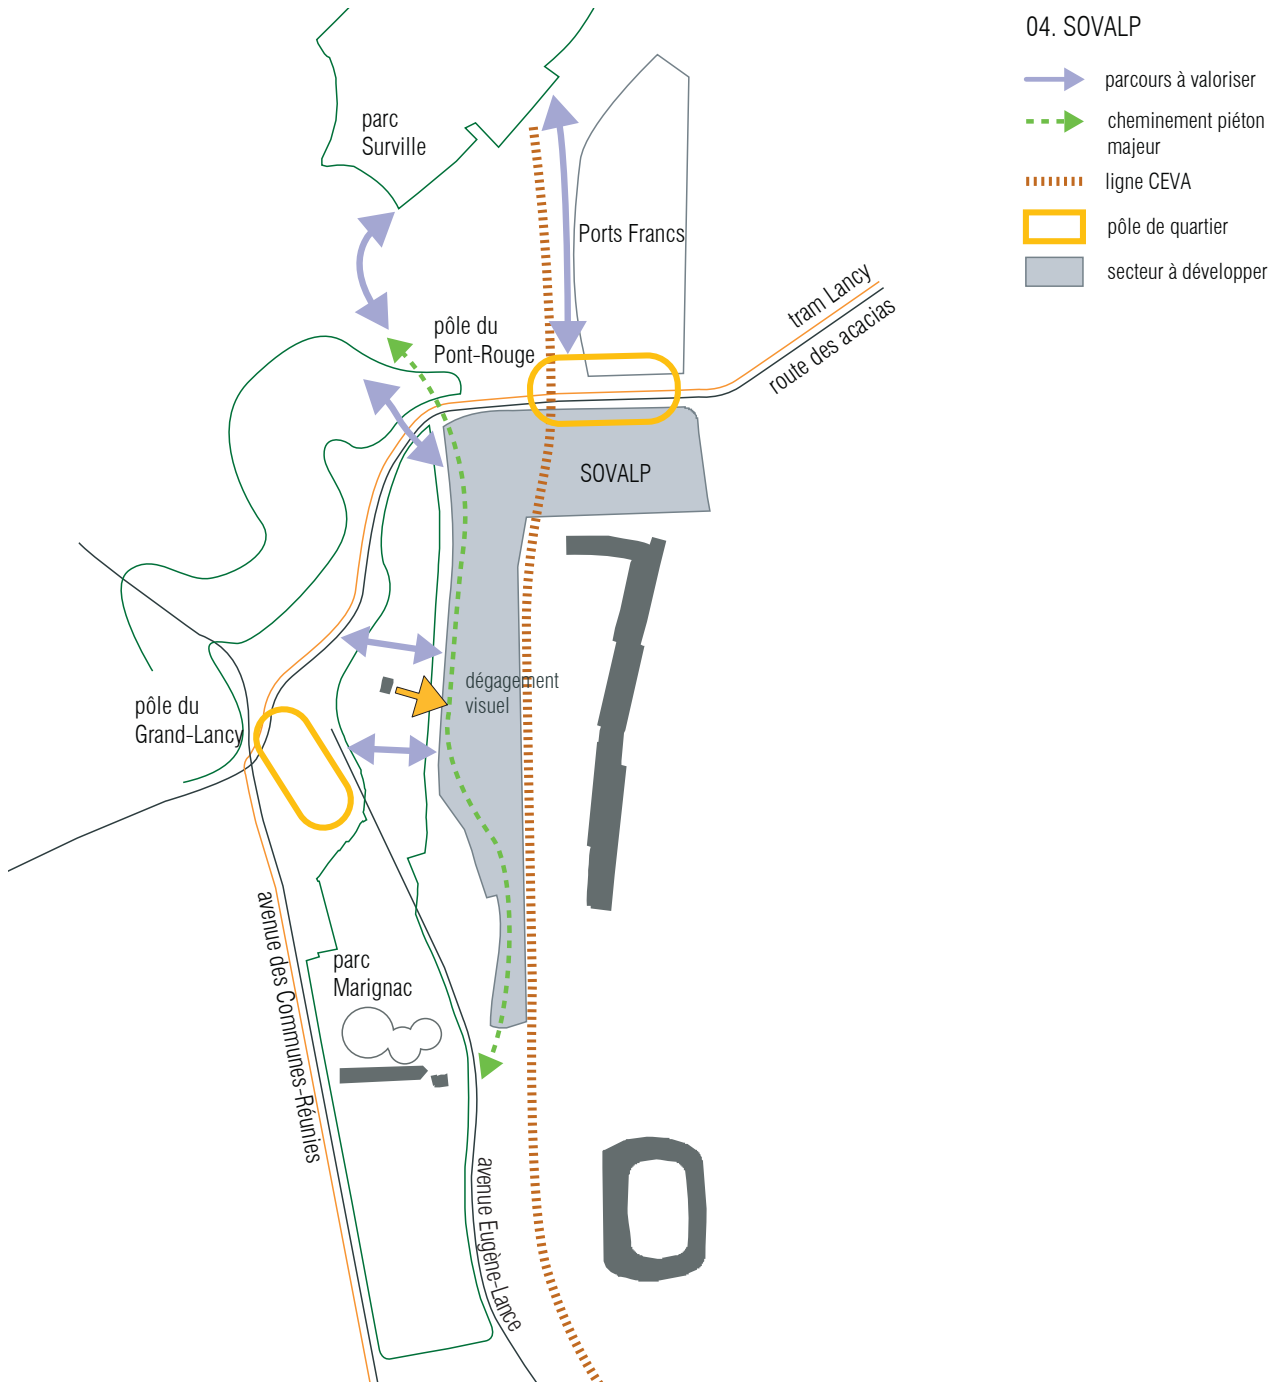 04. SOVALP
parcours à valoriser
cheminement piéton
majeur
ligne CEVA
pôle de quartier
secteur à développer
parc
Surville
Ports Francs
tram Lancy
route des acacias
pôle du
Pont-Rouge
SOVALP
dégagement
visuel
pôle du
Grand-Lancy
avenue des Communes-Réunies
parc
Marignac
avenue Eugène-Lance